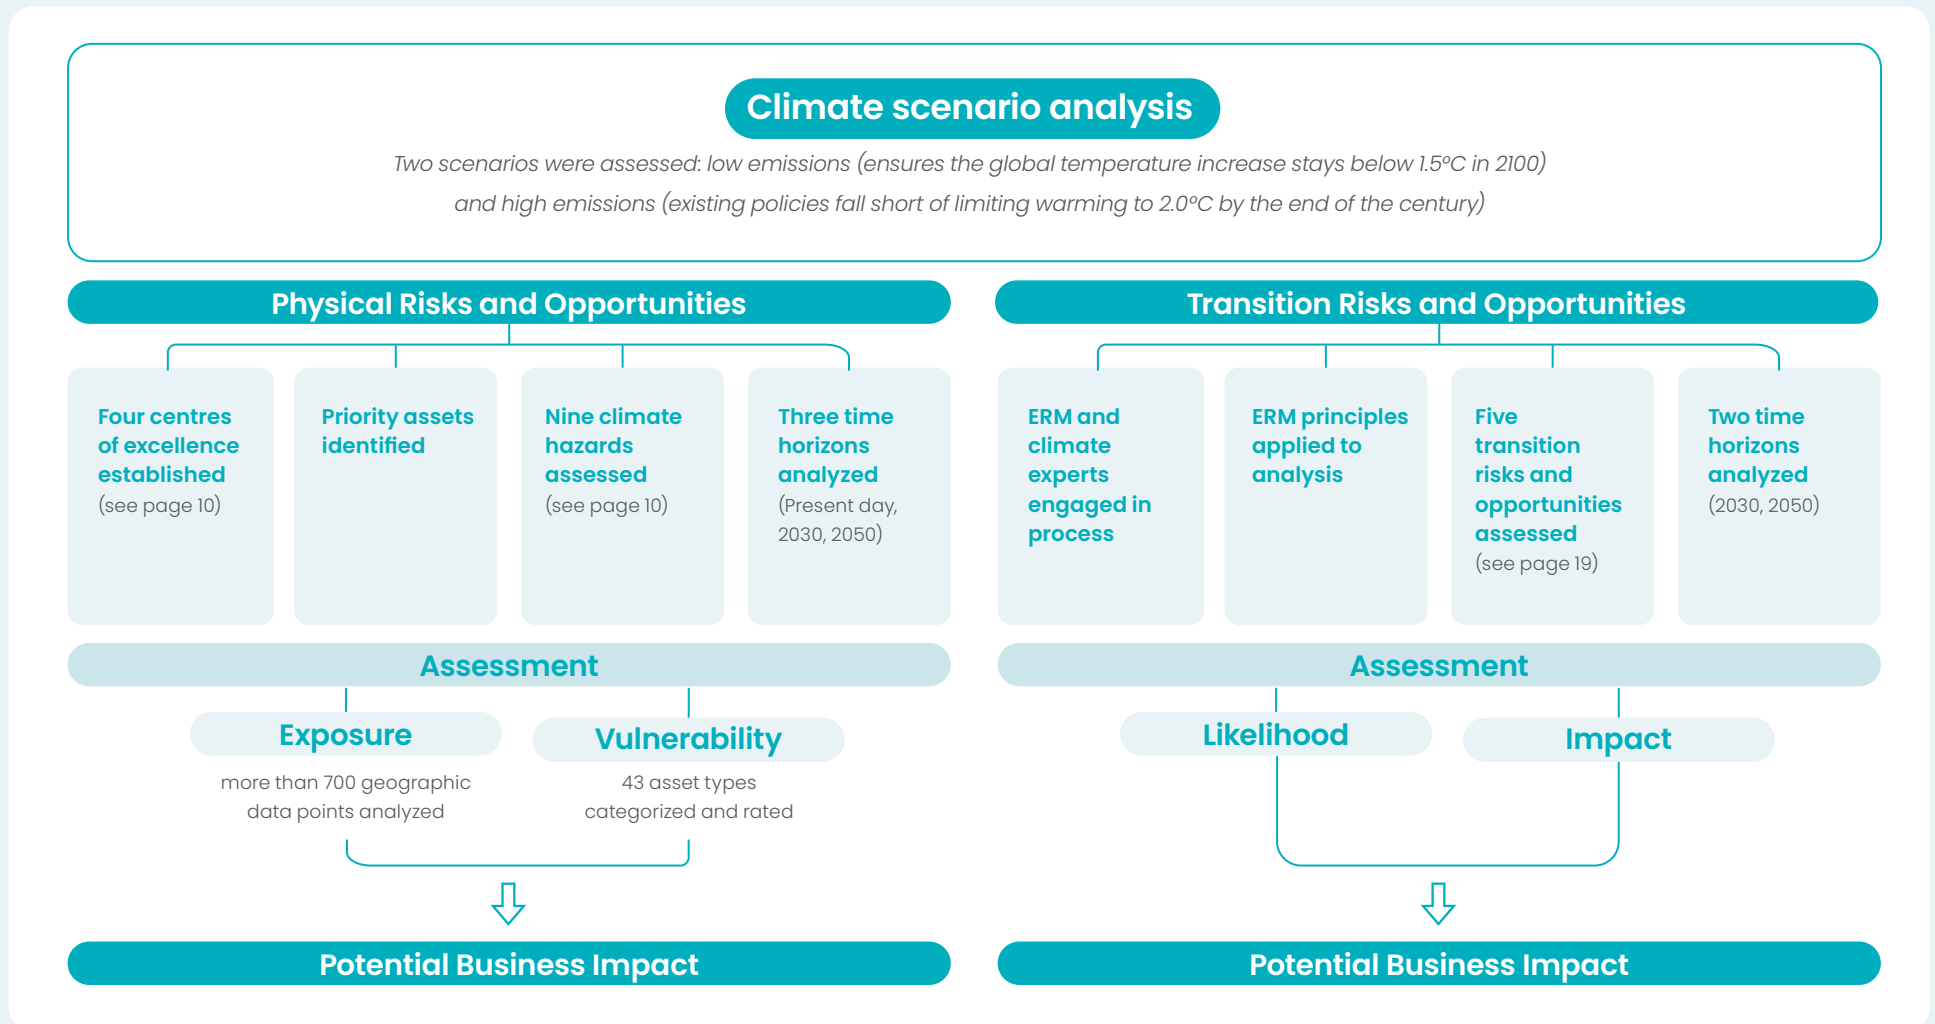 Climate scenario analysis
Two scenarios were assessed: low emissions (ensures the global temperature increase stays below 1.5°C in 2100)
and high emissions (existing policies fall short of limiting warming to 2.0°C by the end of the century)
Physical Risks and Opportunities
Four centres
of excellence
established
(see page 10)
Priority assets
identified
Nine climate
hazards
assessed
(see page 10)
Three time
horizons
analyzed
(Present day,
2030, 2050)
Assessment
Exposure
more than 700 geographic
data points analyzed
Vulnerability
43 asset types
categorized and rated
Potential Business Impact
Transition Risks and Opportunities
ERM and
climate
experts
engaged in
process
ERM principles
applied to
analysis
Five
transition
risks and
opportunities
assessed
(see page 19)
Two time
horizons
analyzed
(2030, 2050)
Assessment
Likelihood
Impact
Potential Business Impact